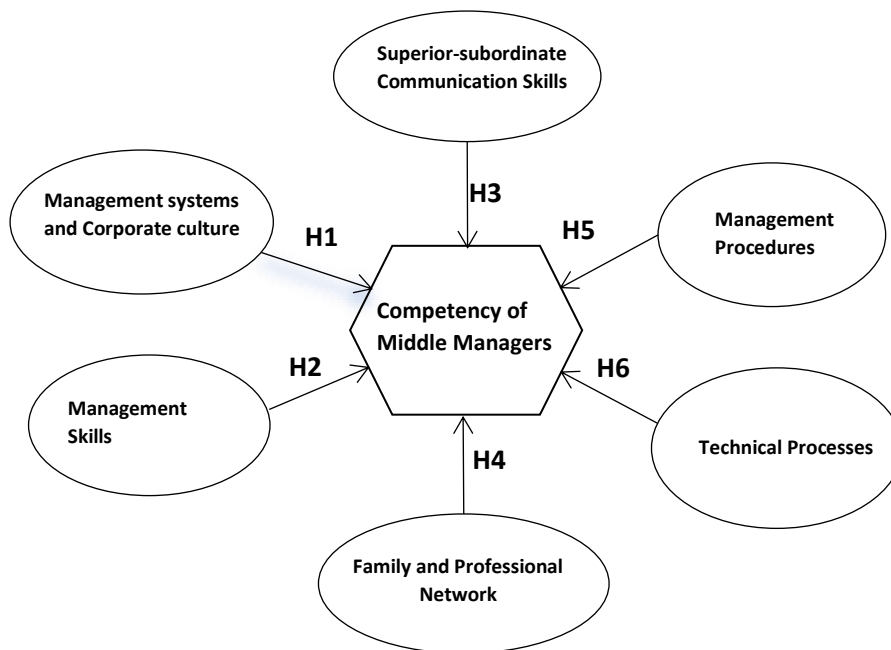 Superior-subordinate
Communication Skills
Management systems
and Corporate culture
H1
H3
H5
Management
Procedures
Competency of
Middle Managers
Management
Skills
H2
H6
Technical Processes
H4
Family and Professional
Network